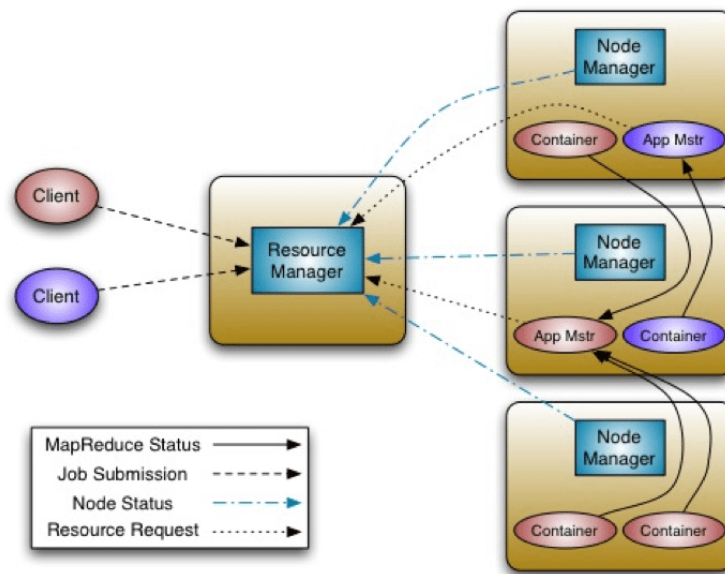 Node
Manager
Container
App Mstr
Client
Client
Resource
Manager
Node
Manager
App Mstr
Container
Node
Manager
Container
Container
MapReduce Status
Job Submission
Node Status
Resource Request